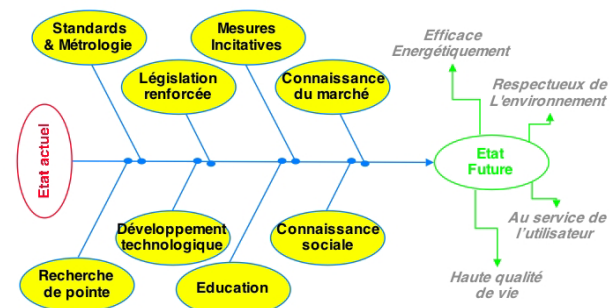 Standards
& Métrologie
Mesures
Incitatives
Législation
renforcée
Connaissance
du marché
Etat actuel
Développement
technologique
Connaissance
sociale
Recherche
de pointe
Education
Etat
Future
Efficace
Energétiquement
Respectueux de
L'environnement
Au service de
l'utilisateur
Haute qualité
de vie